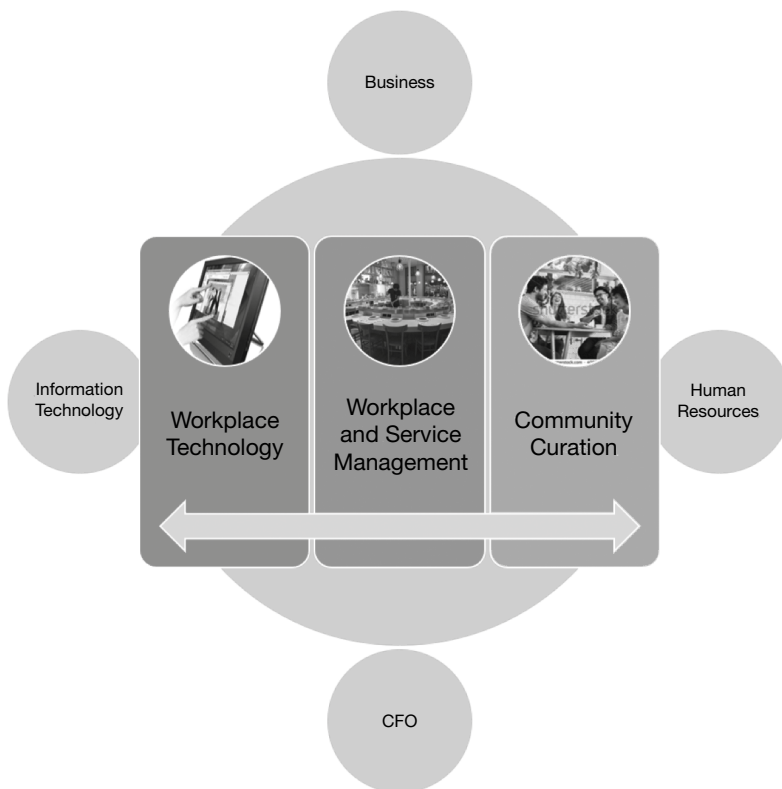 Business
Information
Technology
Workplace
Technology
Workplace
and Service
Management
Community
Curation
Human
Resources
CFO